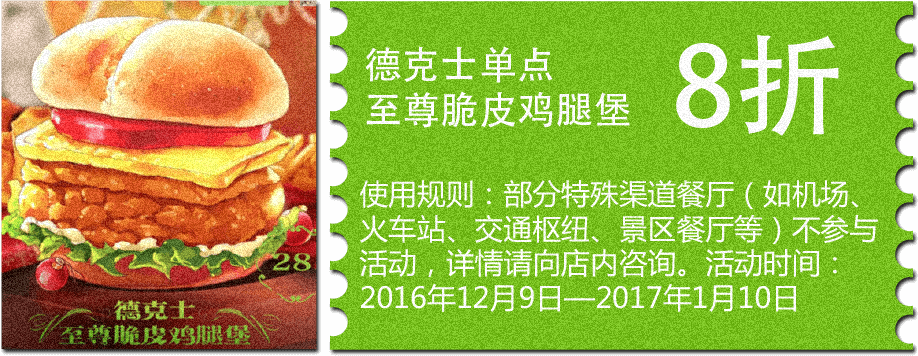 28
德克士
至尊脆皮鸡腿堡
德克士单点
至尊脆皮鸡腿堡
8折
使用规则：部分特殊渠道餐厅（如机场、
火车站、交通枢纽、景区餐厅等）不参与
活动，详情请向店内咨询。活动时间：
2016年12月9日—2017年1月10日